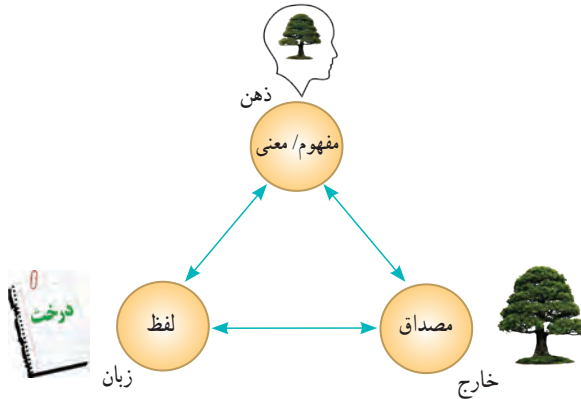 ذهن
مفهوم/ معنی
درخت
لفظ
مصداق
زبان
خارج